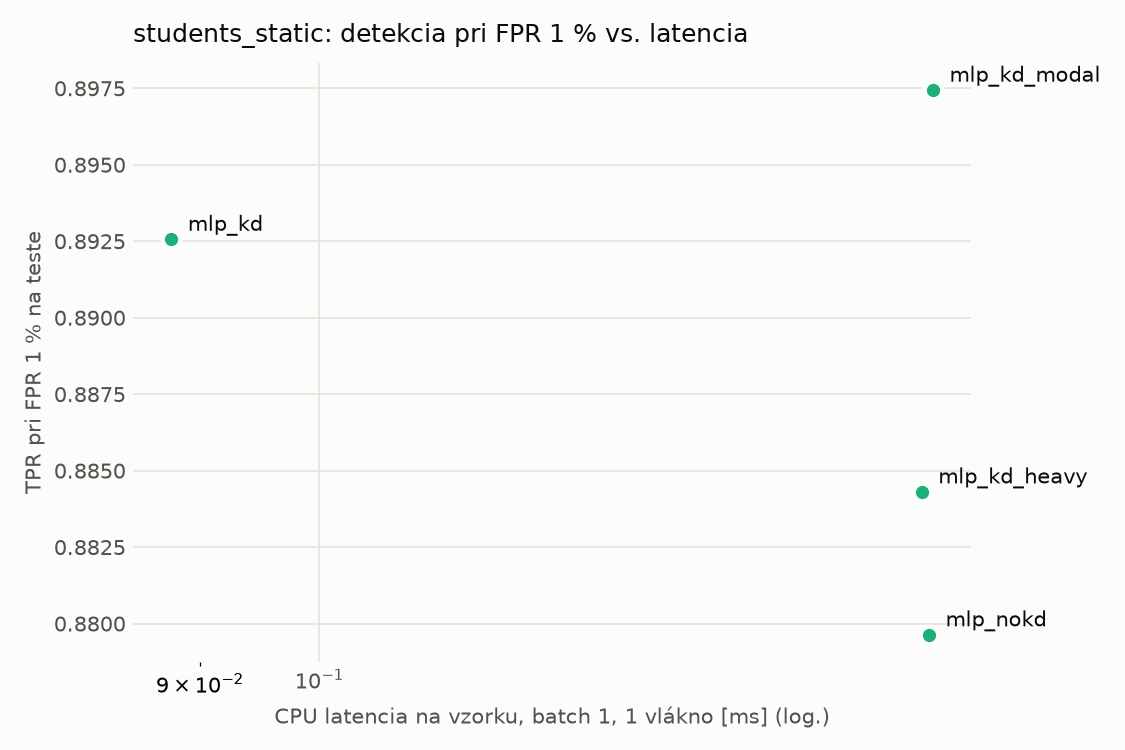 students_static: detekcia pri FPR 1 % vs. latencia
mlp_kd_modal
0.8975
0.8950
mlp_kd
0.8925
0.8900
0.8875
0.8850
mlp_kd_heavy
0.8825
mlp_nokd
0.8800
TPR pri FPR 1 % na teste
9 × 10⁻²
10⁻¹
CPU latencia na vzorku, batch 1, 1 vlákno [ms] (log.)